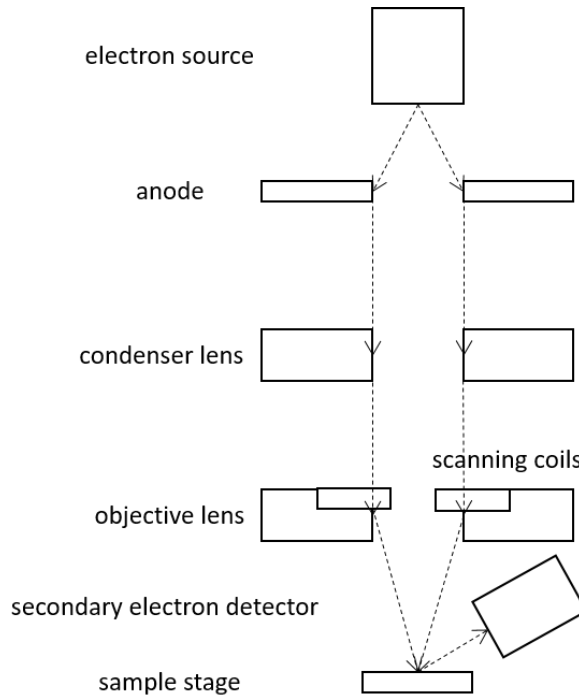 electron source
anode
condenser lens
scanning coils
objective lens
secondary electron detector
sample stage